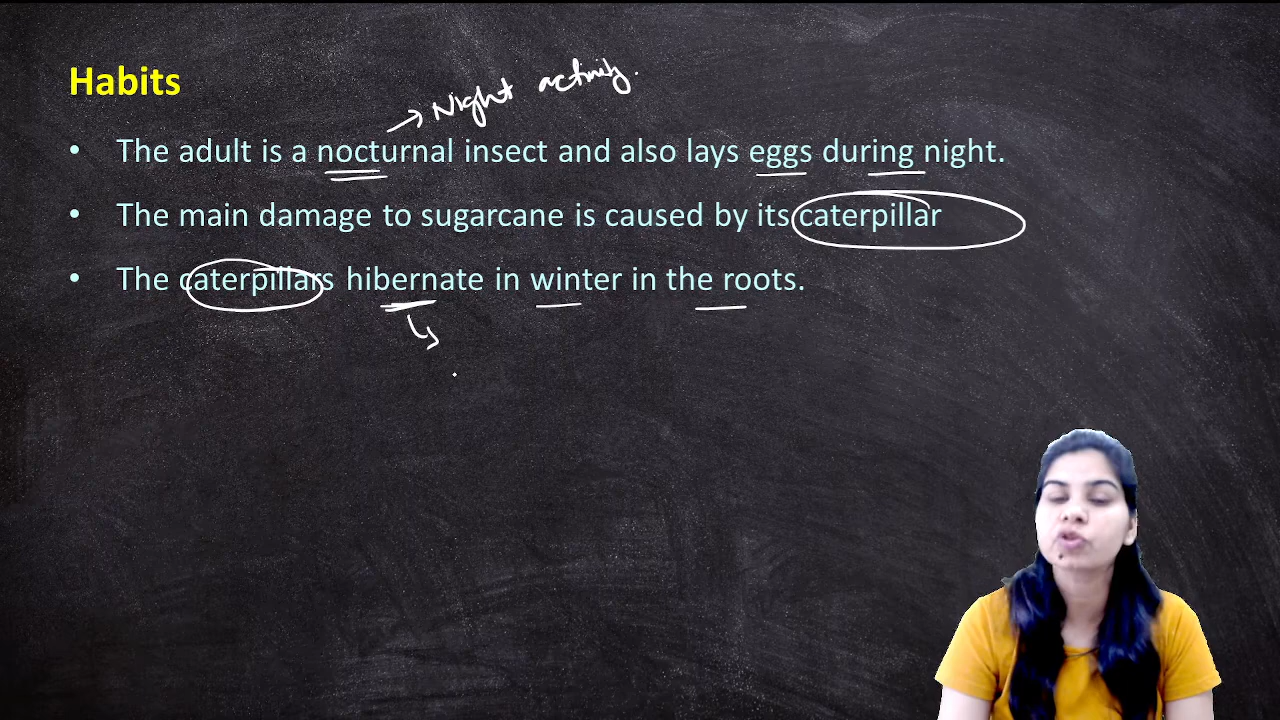 Habits
→ Night activity.
• The adult is a nocturnal insect and also lays eggs during night.
• The main damage to sugarcane is caused by its caterpillar
• The caterpillars hibernate in winter in the roots.